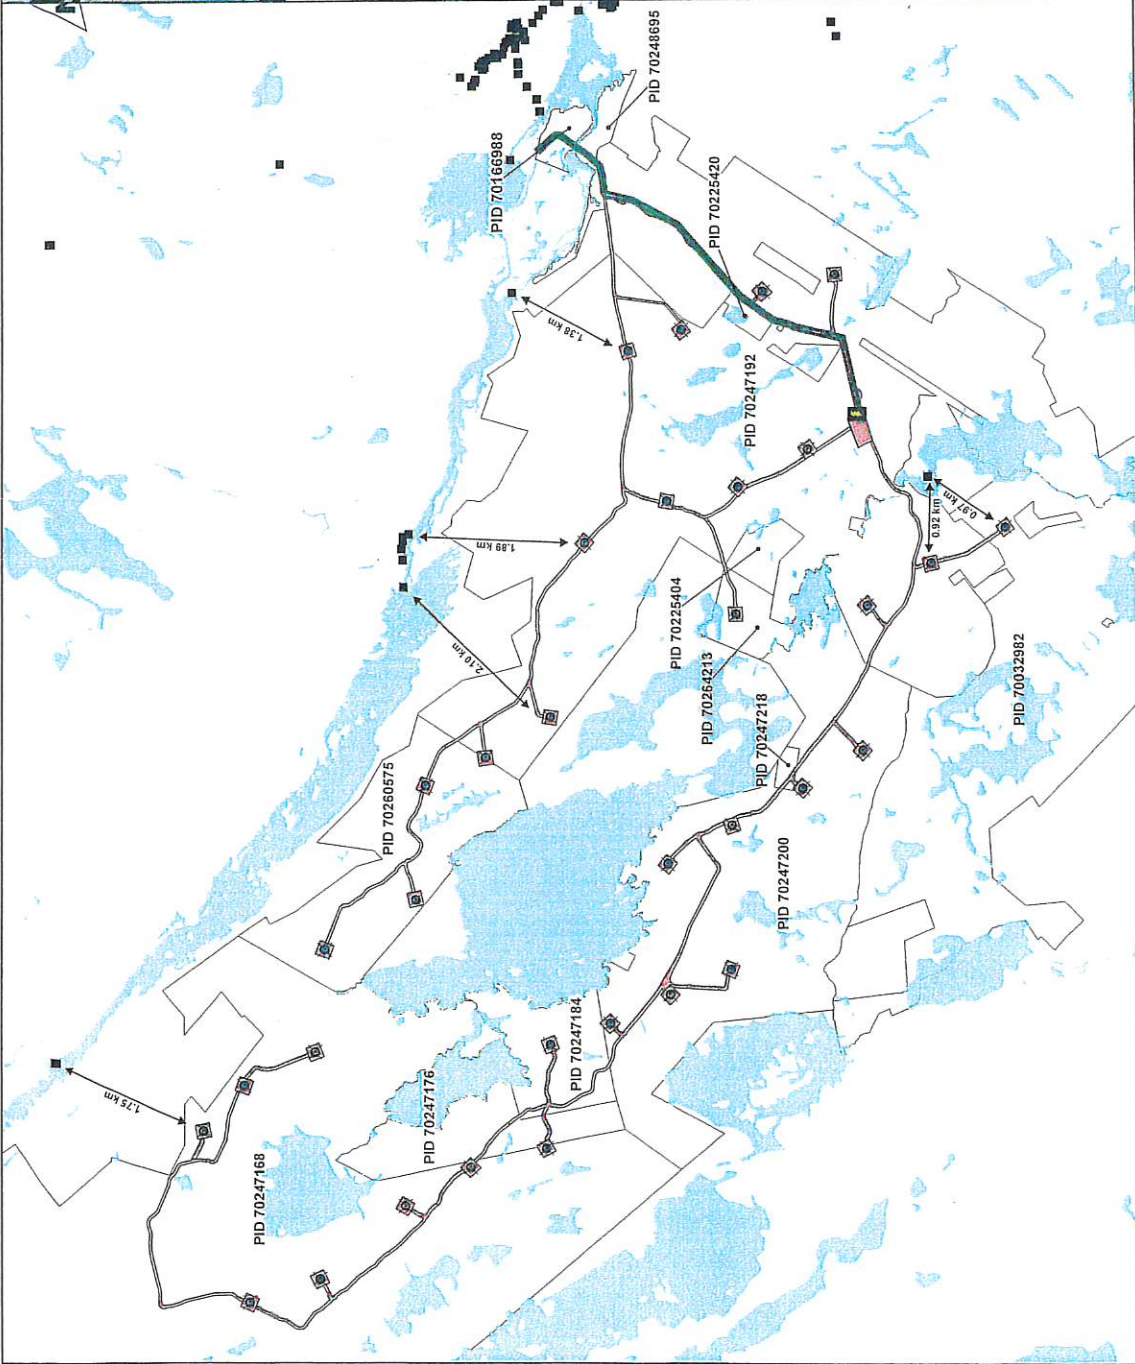 N
PID 70248695
PID 70166988
PID 70225420
1.38 km
PID 70247192
0.97 km
0.92 km
1.89 km
PID 70225404
2.10 km
PID 70264213
PID 70032982
PID 70247218
PID 70260575
PID 70247200
PID 70247184
PID 70247176
1.75 km
PID 70247168